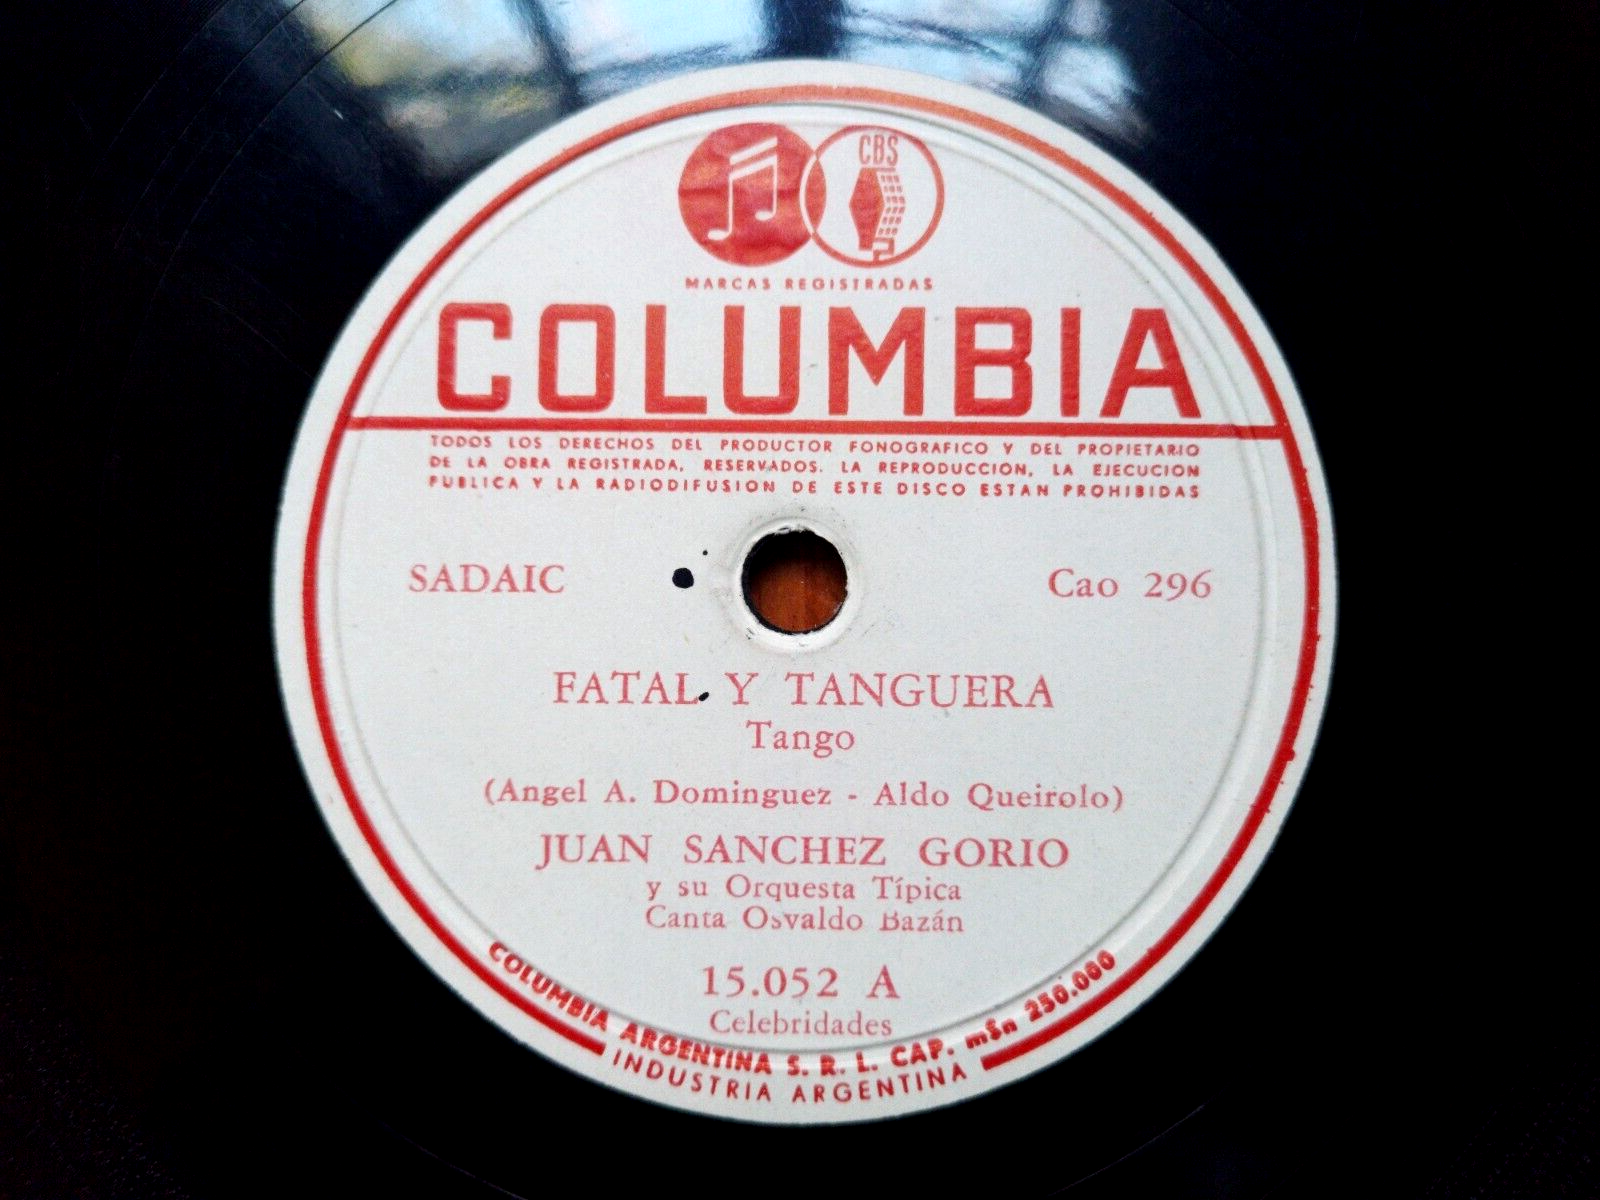 CBS
MARCAS REGISTRADAS
COLUMBIA
TODOS LOS DERECHOS DEL PRODUCTOR FONOGRAFICO Y DEL PROPIETARIO
DE LA OBRA REGISTRADA, RESERVADOS. LA REPRODUCCION, LA EJECUCION
PUBLICA Y LA RADIODIFUSION DE ESTE DISCO ESTAN PROHIBIDAS
SADAIC Cao 296
FATAL Y TANGUERA
Tango
(Angel A. Dominguez - Aldo Queirolo)
JUAN SANCHEZ GORIO
y su Orquesta Típica
Canta Osvaldo Bazán
15.052 A
Celebridades
COLUMBIA ARGENTINA S. R. L. CAP. m$n 250.000
INDUSTRIA ARGENTINA